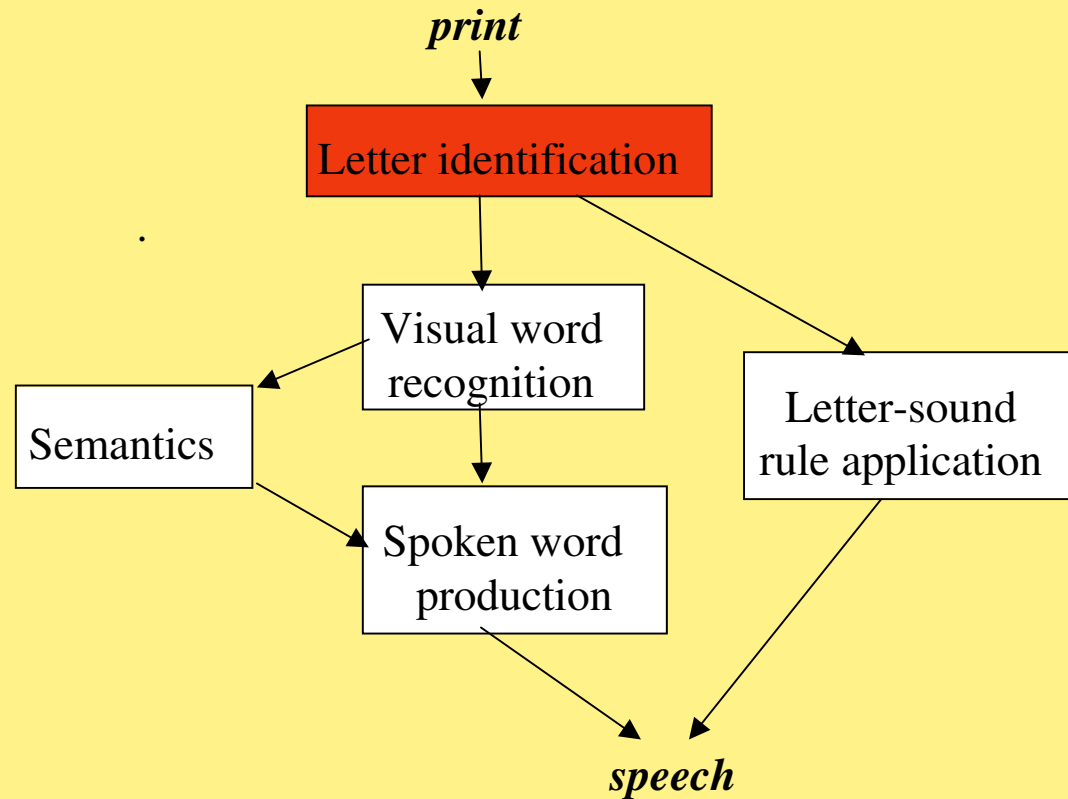 print
Letter identification
.
Visual word
recognition
Semantics
Letter-sound
rule application
Spoken word
production
speech